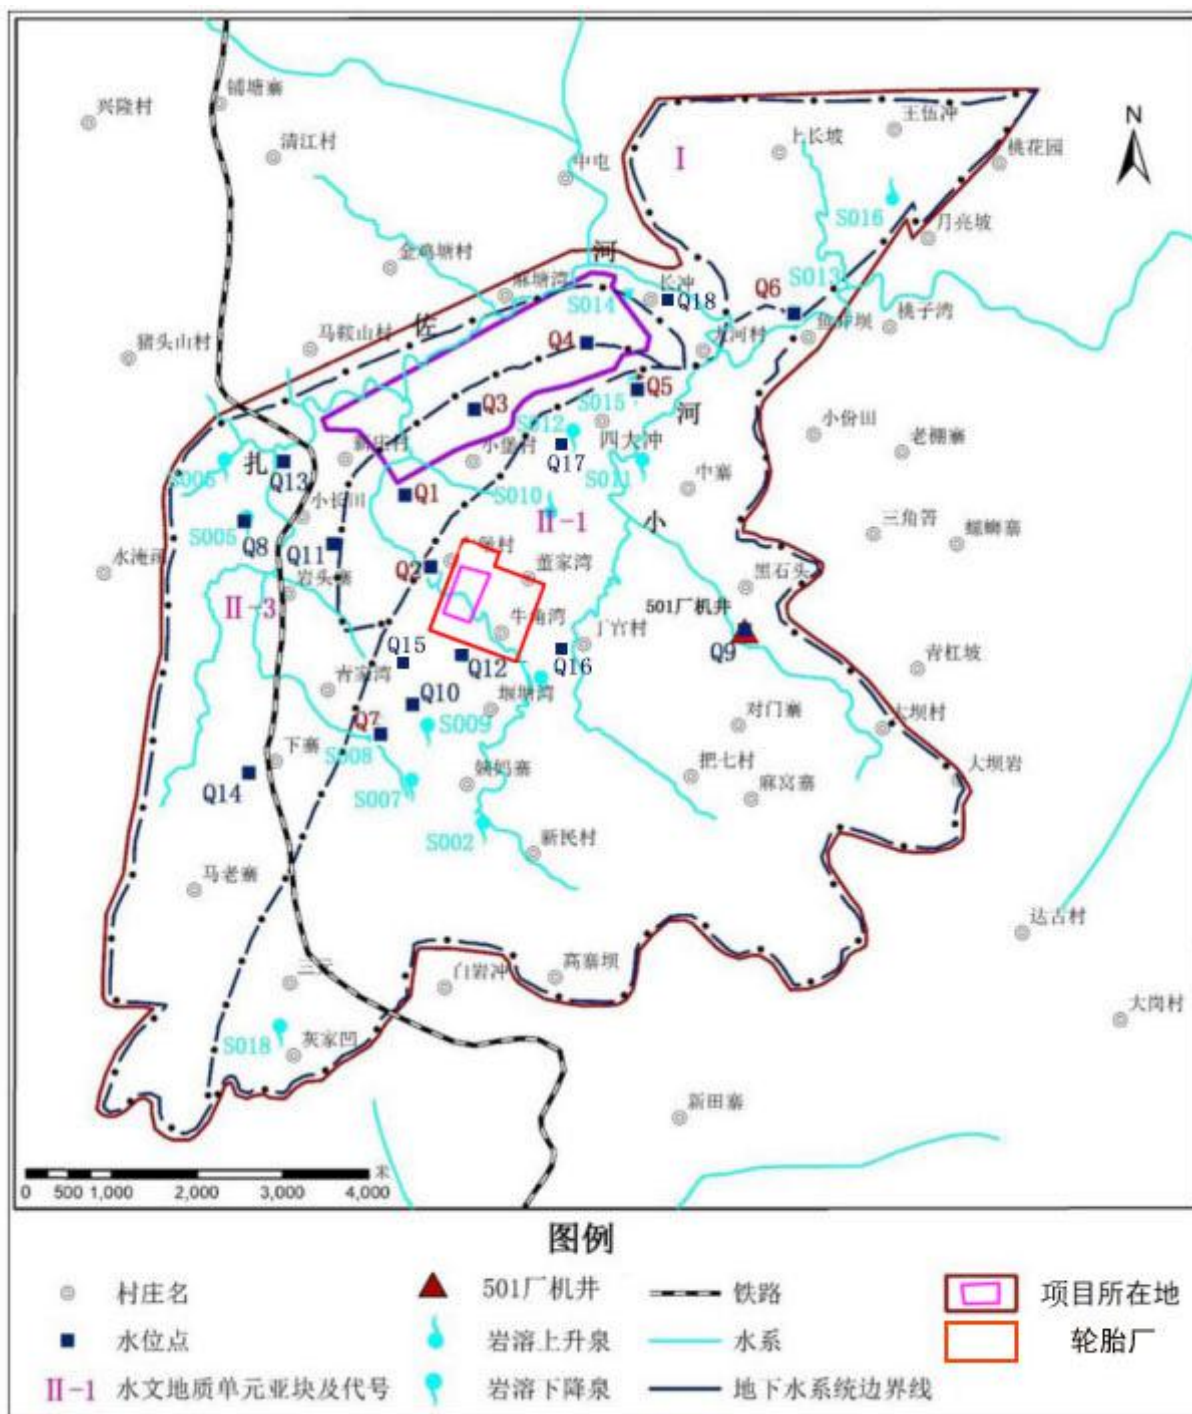 铺塘寨
兴隆村
王伍冲
N
清江村
上长坡
中屯
桃花园
I
S016
月亮坡
金鸡塘村
河
S013
麻塘湾
长冲
S014
Q18
Q6
佐
桃子湾
鱼井坝
马鞍山村
猪头山村
Q4
龙河村
Q5
Q3
S015
河
小份田
S012
四大冲
老棚寨
扎
小堡村
S006
Q13
Q17
S011
中寨
Q1
S010
小长田
小
三角箐
螃螂寨
S005
Q8
Q11
II-1
水淹函
Q2
董家湾
黑石头
岩头寨
501厂机井
II-3
牛角湾
Q9
Q15
Q12
Q16
青杠坡
Q10
堰塘湾
对门寨
大坝村
Q7
S009
下寨
S008
把七村
大坝岩
Q14
S007
麻窝寨
S002
新民村
马老寨
达古村
白岩冲
高寨坝
大岗村
S018
灰家凹
新田寨
米
0 500 1,000 2,000 3,000 4,000
图例
村庄名 501厂机井 铁路 项目所在地
水位点 岩溶上升泉 水系 轮胎厂
II-1 水文地质单元亚块及代号 岩溶下降泉 地下水系统边界线